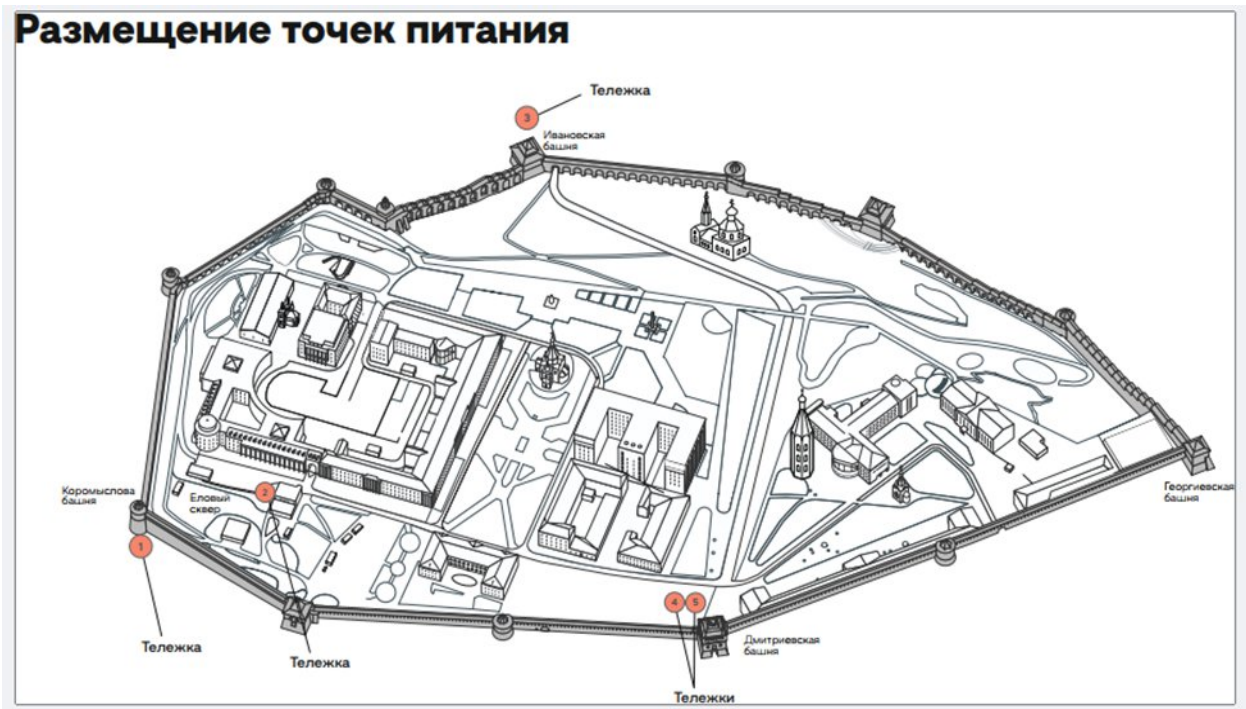 Размещение точек питания
Тележка
3
Ивановская
башня
Коромыслова
башня
Еловый
сквер
2
1
Георгиевская
башня
4 5
Дмитриевская
башня
Тележка
Тележка
Тележки